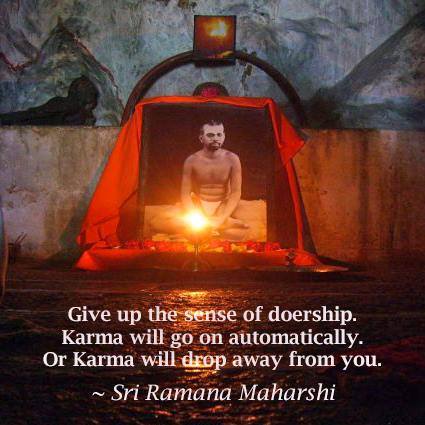 Give up the sense of doership.
Karma will go on automatically.
Or Karma will drop away from you.
~ Sri Ramana Maharshi